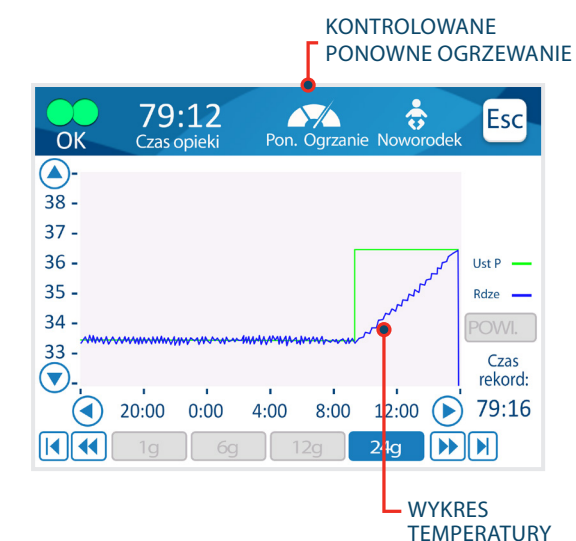 KONTROLOWANE
PONOWNE OGRZEWANIE
OK
79:12
Czas opieki
Pon. Ogrzanie
Noworodek
Esc
38
37
36
35
34
33
Ust P
Rdze
POWI.
Czas
rekord:
79:16
20:00 0:00 4:00 8:00 12:00
1g 6g 12g 24g
WYKRES
TEMPERATURY